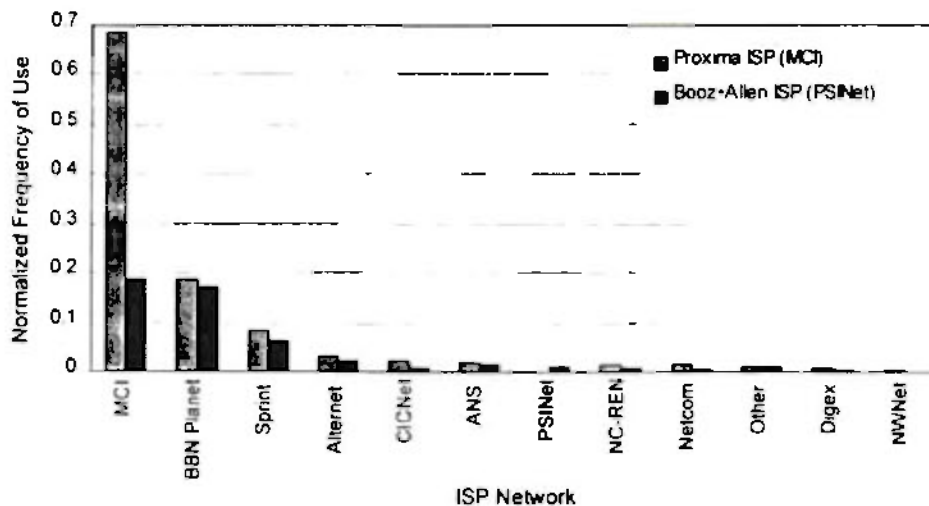 0.7
0.6
0.5
0.4
0.3
0.2
0.1
0
Normalized Frequency of Use
Proxima ISP (MCI)
Booz•Allen ISP (PSINet)
MCI
BBN Planet
Sprint
Alternet
CICNet
ANS
PSINet
NC-REN
Netcom
Other
Digex
NWNet
ISP Network